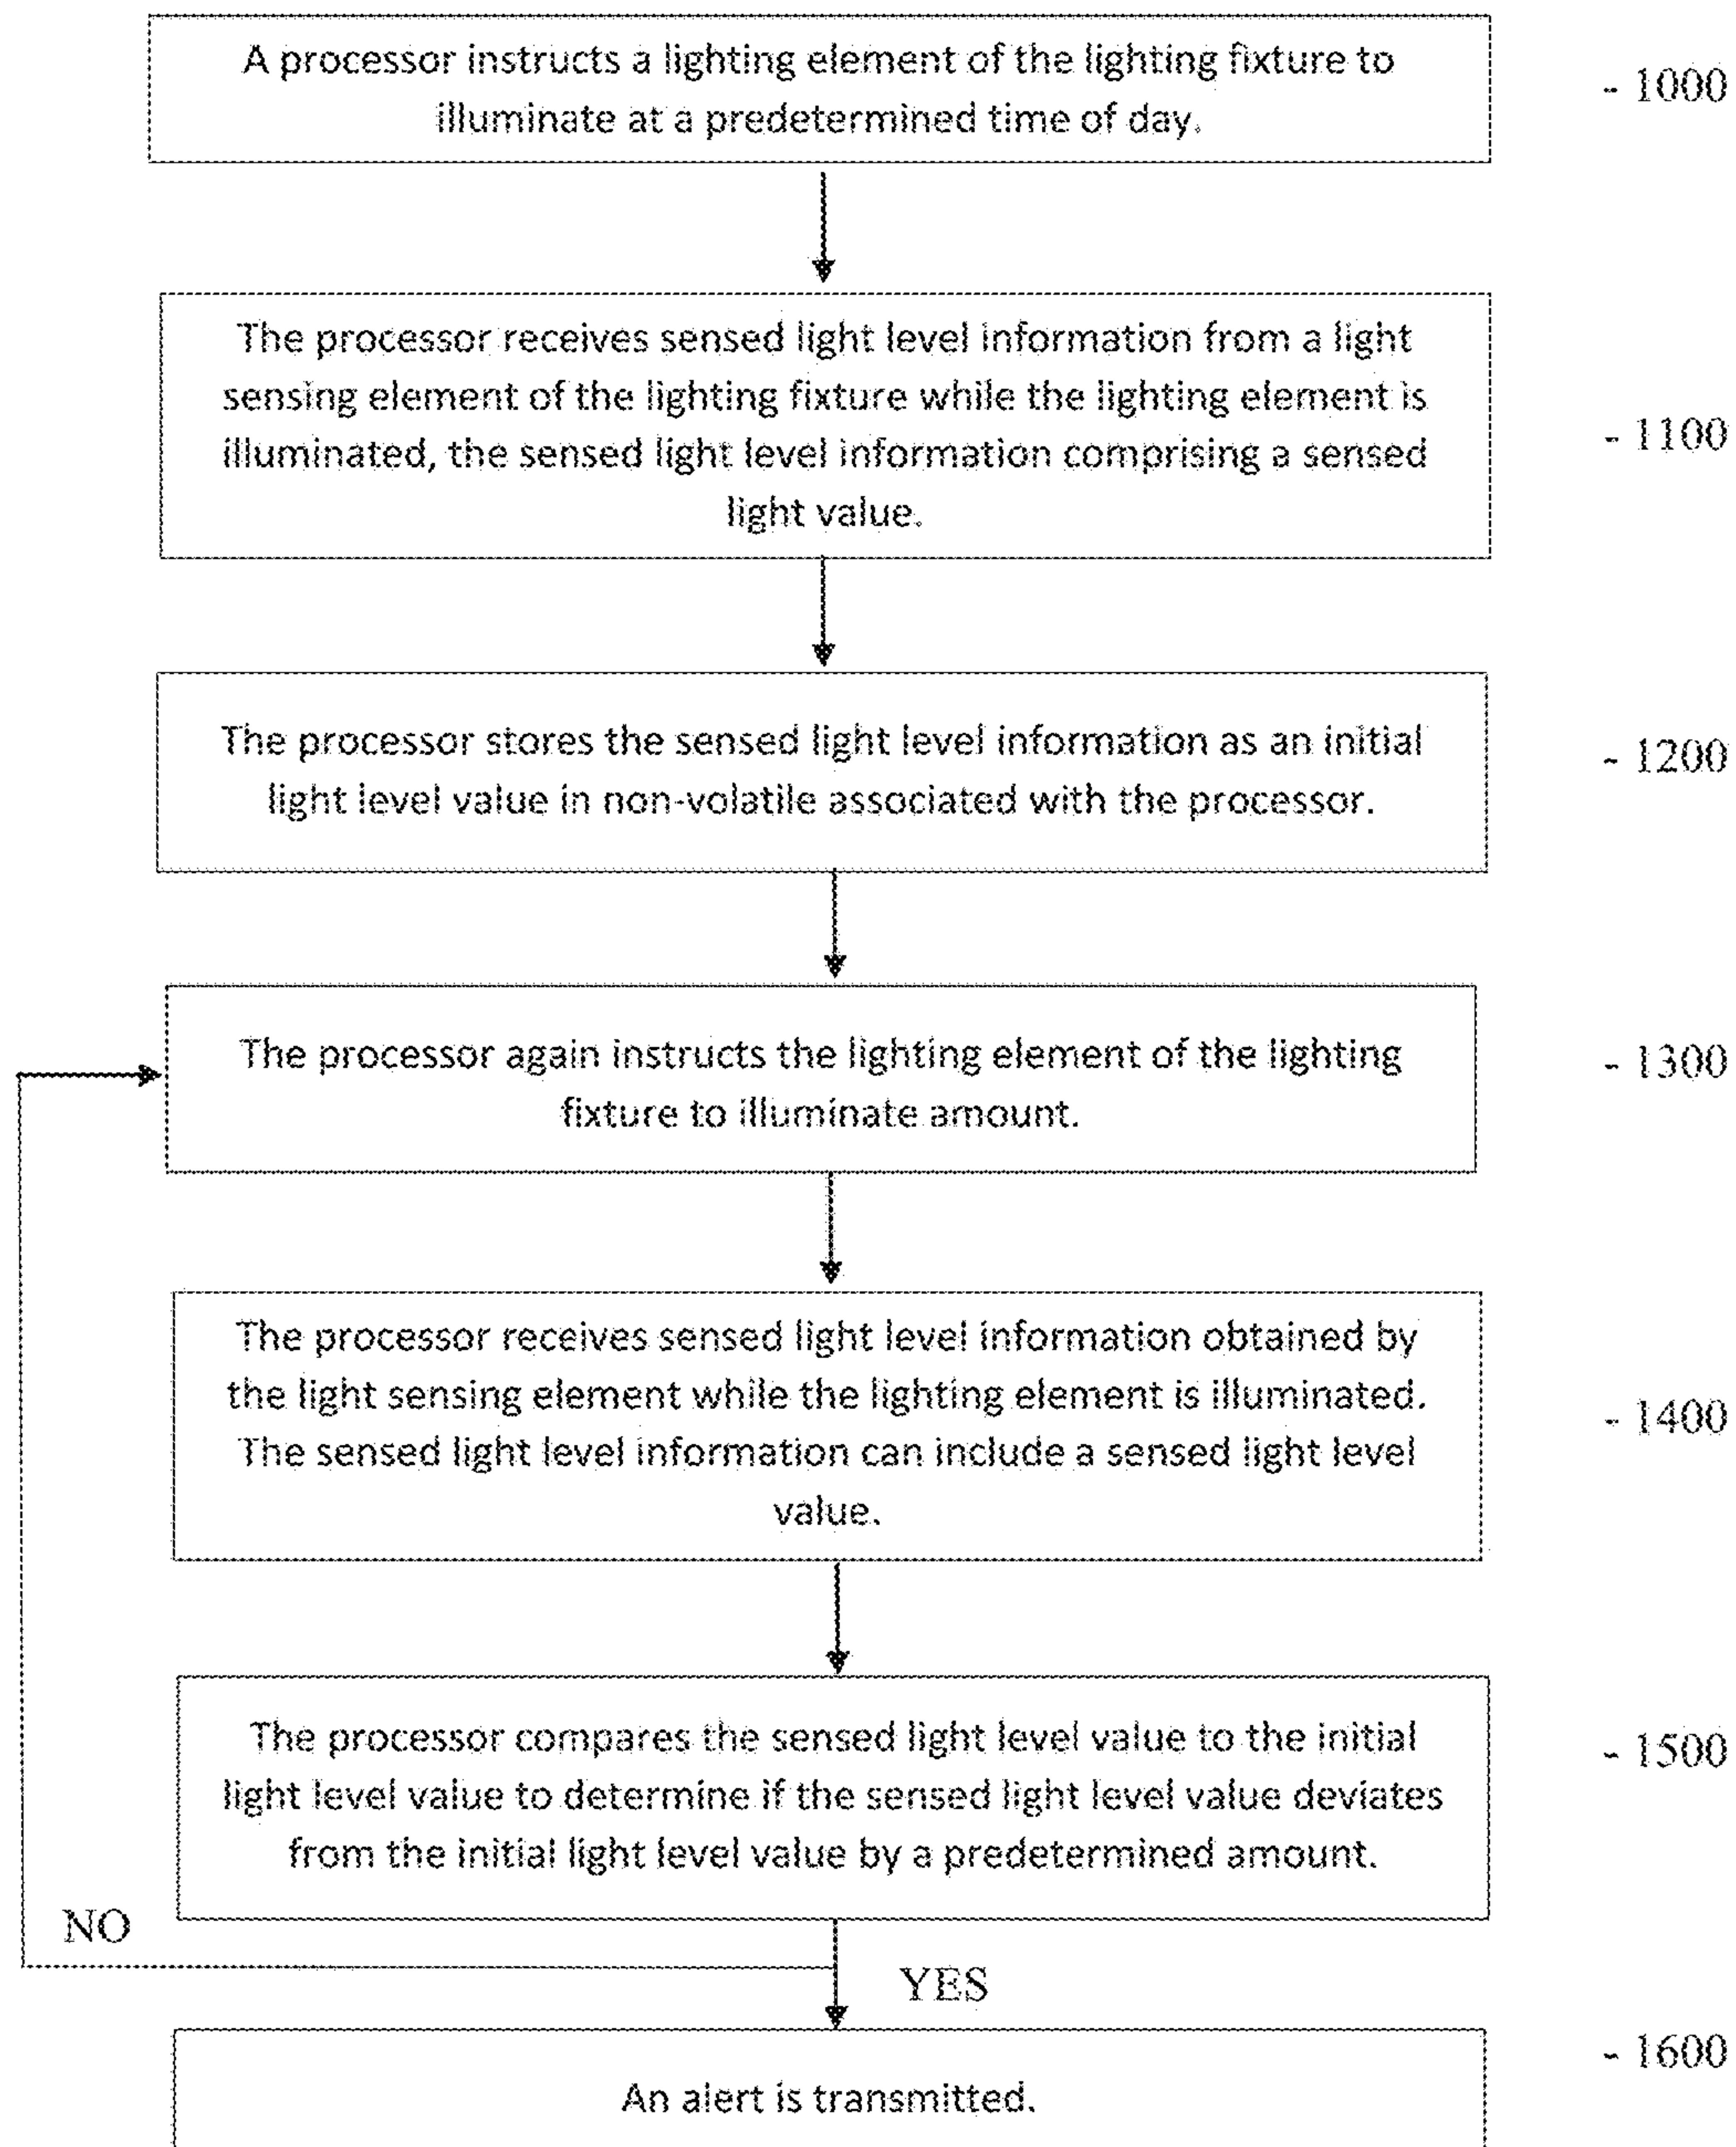 A processor instructs a lighting element of the lighting fixture to
illuminate at a predetermined time of day.
- 1000
The processor receives sensed light level information from a light
sensing element of the lighting fixture while the lighting element is
illuminated, the sensed light level information comprising a sensed
light value.
- 1100
The processor stores the sensed light level information as an initial
light level value in non-volatile associated with the processor.
- 1200
The processor again instructs the lighting element of the lighting
fixture to illuminate amount.
- 1300
The processor receives sensed light level information obtained by
the light sensing element while the lighting element is illuminated.
The sensed light level information can include a sensed light level
value.
- 1400
The processor compares the sensed light level value to the initial
light level value to determine if the sensed light level value deviates
from the initial light level value by a predetermined amount.
- 1500
NO
YES
An alert is transmitted.
- 1600